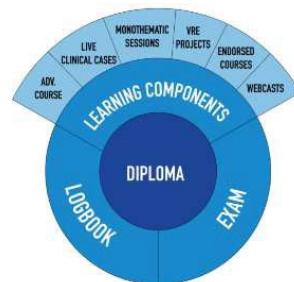 ADV.
COURSE
LIVE
CLINICAL CASES
MONOTHEMATIC
SESSIONS
VRE
PROJECTS
ENDORSED
COURSES
WEBCASTS
LEARNING COMPONENTS
DIPLOMA
LOGBOOK
EXAM